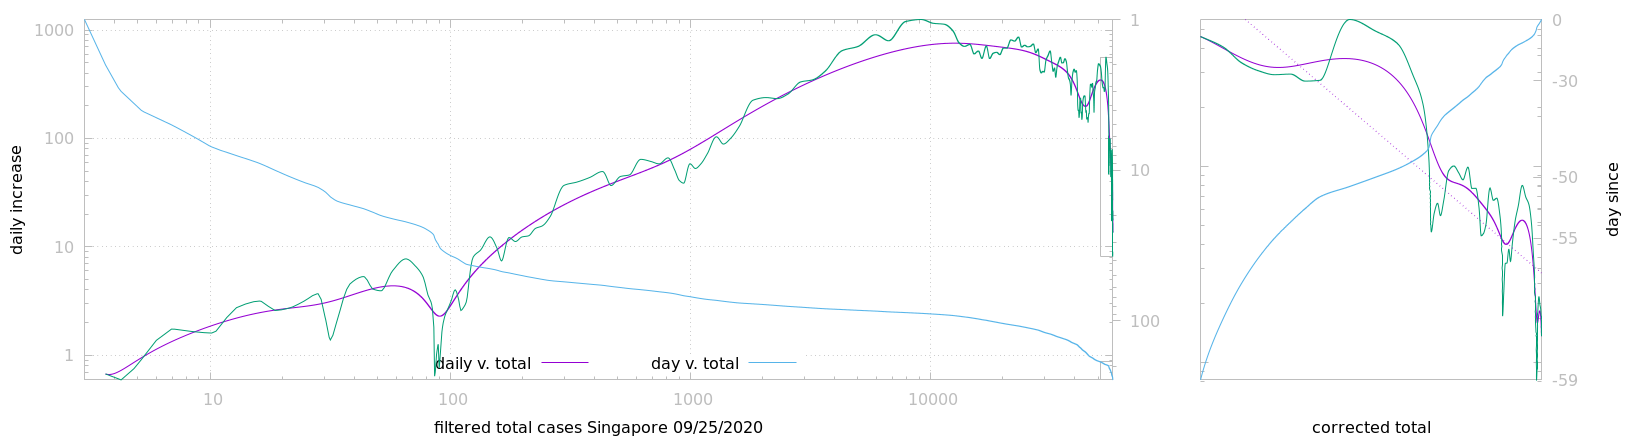 1000
100
10
1
daily increase
10
100
1000
10000
filtered total cases Singapore 09/25/2020
daily v. total
day v. total
1
10
100
0
-30
-50
-55
-59
day since
corrected total